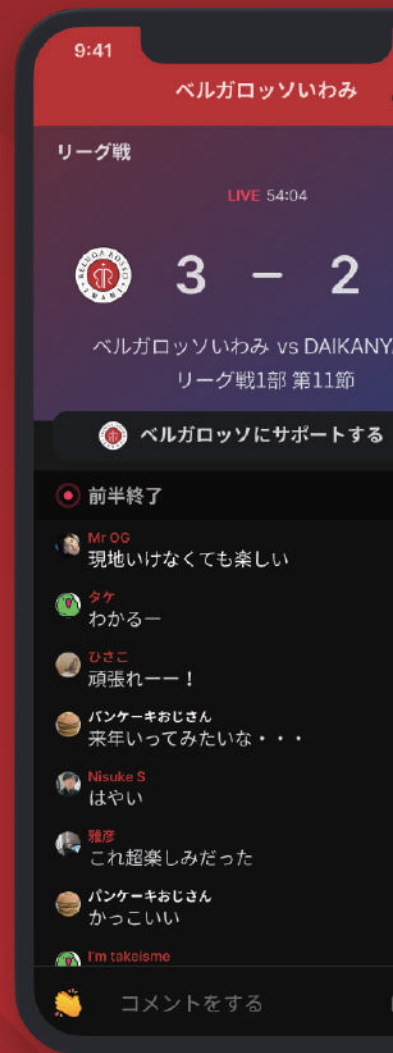 9:41
ベルガロッソいわみ
リーグ戦
LIVE 54:04
3 - 2
ベルガロッソいわみ vs DAIKANY
リーグ戦1部 第11節
ベルガロッソにサポートする
前半終了
Mr OG
現地いけなくても楽しい
タケ
わかるー
ひさこ
頑張れーー!
パンケーキおじさん
来年いってみたいな・・・
Nisuke S
はやい
雅彦
これ超楽しみだった
パンケーキおじさん
かっこいい
I'm takeisme
コメントをする